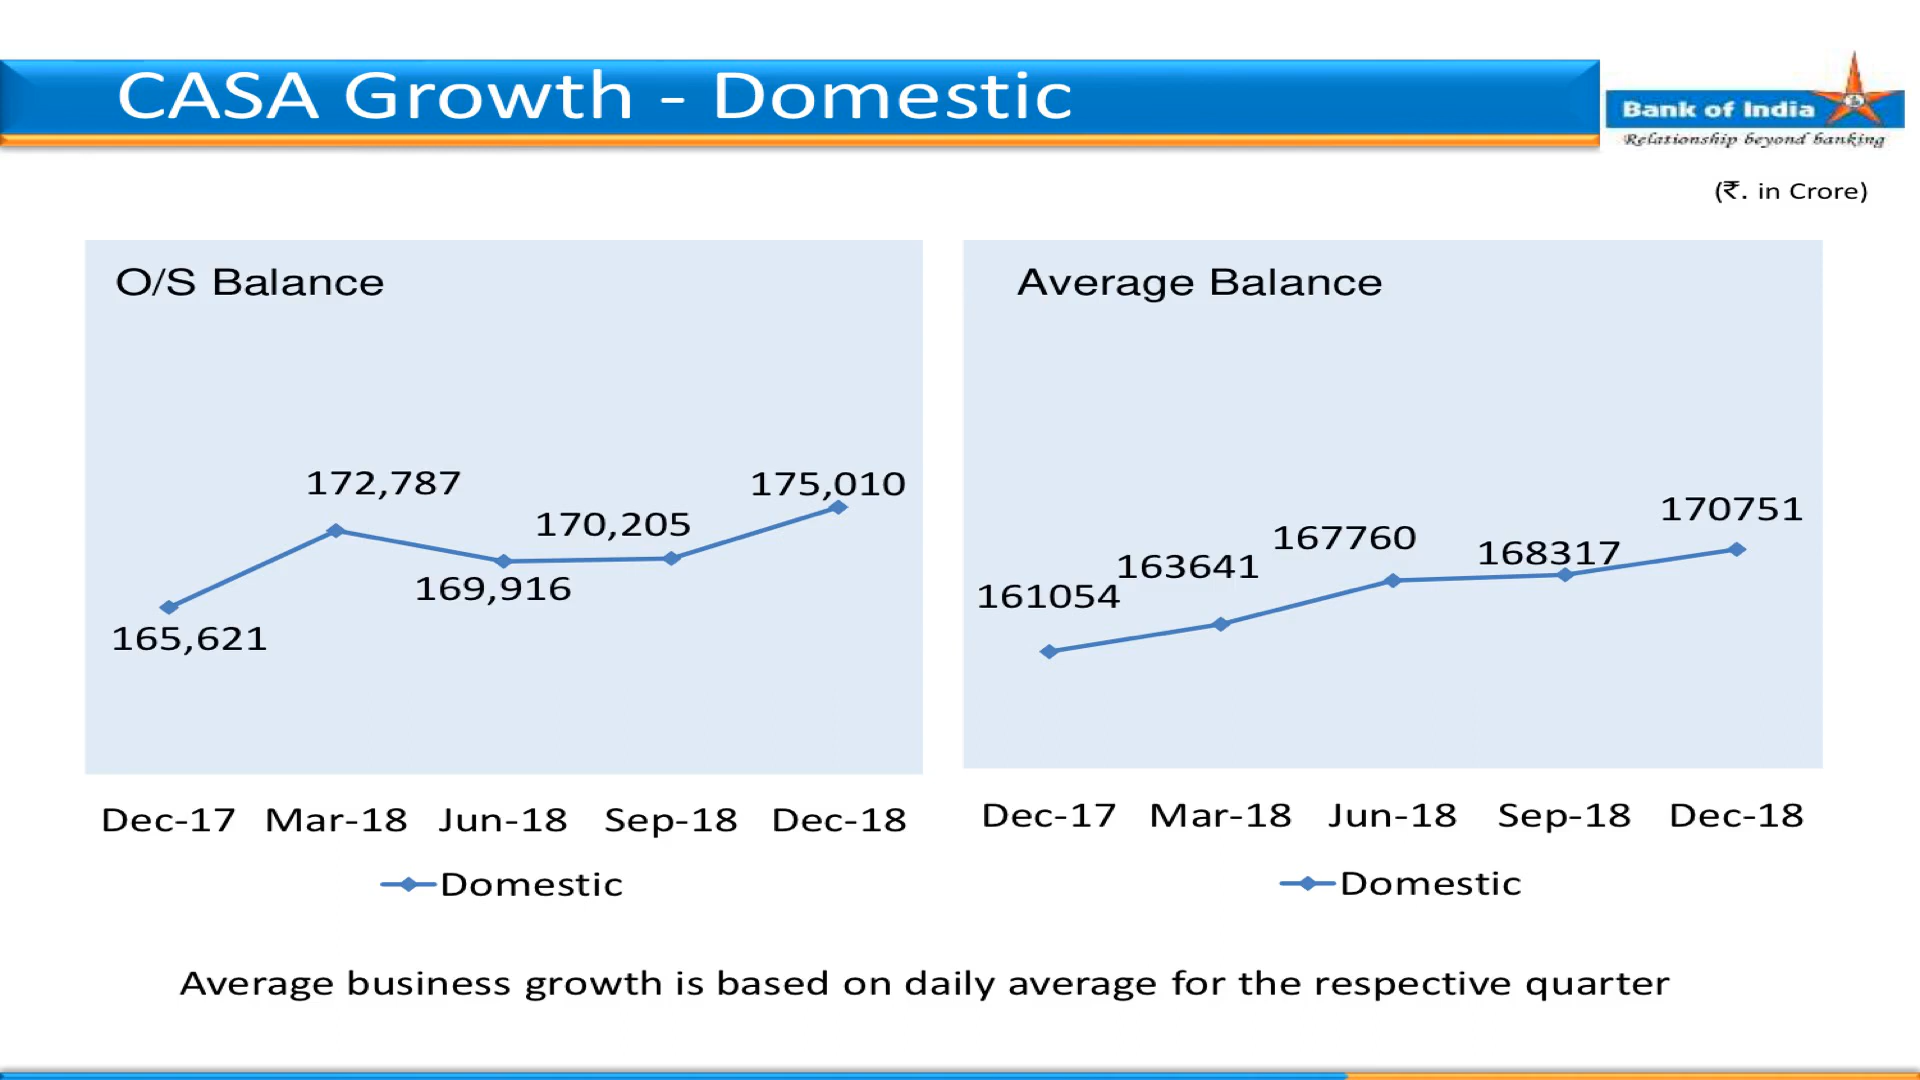 CASA Growth - Domestic
Bank of India
Relationship beyond banking
(₹. in Crore)
O/S Balance
172,787
175,010
170,205
169,916
165,621
Dec-17 Mar-18 Jun-18 Sep-18 Dec-18
Domestic
Average Balance
170751
167760
168317
163641
161054
Dec-17 Mar-18 Jun-18 Sep-18 Dec-18
Domestic
Average business growth is based on daily average for the respective quarter